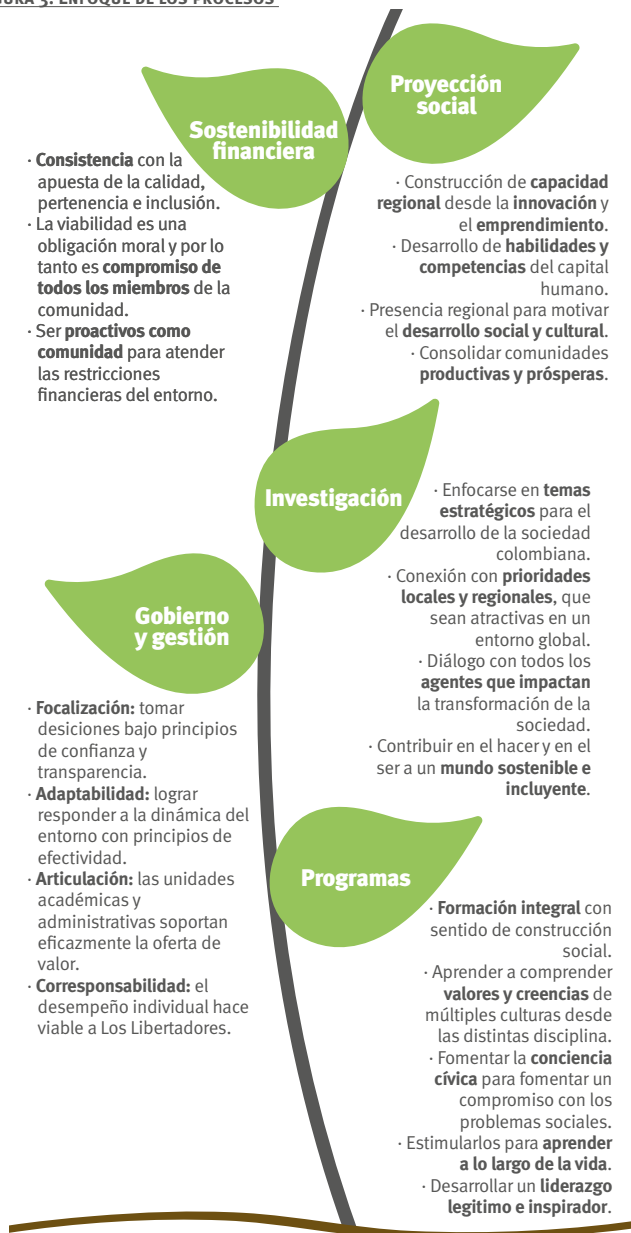 3. ENFOQUE DE LOS PROCESOS
Proyección
social
· Construcción de capacidad
regional desde la innovación y
el emprendimiento.
· Desarrollo de habilidades y
competencias del capital
humano.
· Presencia regional para motivar
el desarrollo social y cultural.
· Consolidar comunidades
productivas y prósperas.
Sostenibilidad
financiera
· Consistencia con la
apuesta de la calidad,
pertenencia e inclusión.
· La viabilidad es una
obligación moral y por lo
tanto es compromiso de
todos los miembros de la
comunidad.
· Ser proactivos como
comunidad para atender
las restricciones
financieras del entorno.
Investigación
· Enfocarse en temas
estratégicos para el
desarrollo de la sociedad
colombiana.
· Conexión con prioridades
locales y regionales, que
sean atractivas en un
entorno global.
· Diálogo con todos los
agentes que impactan
la transformación de la
sociedad.
· Contribuir en el hacer y en el
ser a un mundo sostenible e
incluyente.
Gobierno
y gestión
· Focalización: tomar
desiciones bajo principios
de confianza y
transparencia.
· Adaptabilidad: lograr
responder a la dinámica del
entorno con principios de
efectividad.
· Articulación: las unidades
académicas y
administrativas soportan
eficazmente la oferta de
valor.
· Corresponsabilidad: el
desempeño individual hace
viable a Los Libertadores.
Programas
· Formación integral con
sentido de construcción
social.
· Aprender a comprender
valores y creencias de
múltiples culturas desde
las distintas disciplina.
· Fomentar la conciencia
cívica para fomentar un
compromiso con los
problemas sociales.
· Estimularlos para aprender
a lo largo de la vida.
· Desarrollar un liderazgo
legitimo e inspirador.